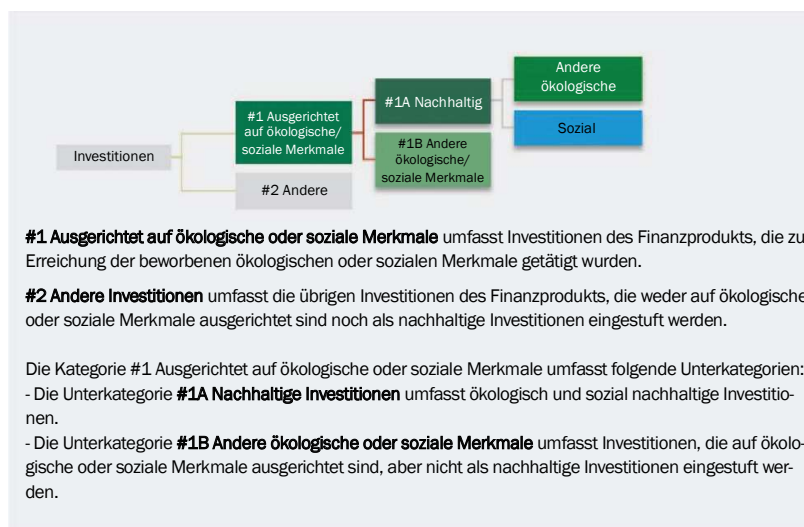 Andere
ökologische
#1A Nachhaltig
#1 Ausgerichtet
auf ökologische/
soziale Merkmale
Sozial
Investitionen
#1B Andere
ökologische/
soziale Merkmale
#2 Andere
#1 Ausgerichtet auf ökologische oder soziale Merkmale umfasst Investitionen des Finanzprodukts, die zu
Erreichung der beworbenen ökologischen oder sozialen Merkmale getätigt wurden.
#2 Andere Investitionen umfasst die übrigen Investitionen des Finanzprodukts, die weder auf ökologische
oder soziale Merkmale ausgerichtet sind noch als nachhaltige Investitionen eingestuft werden.
Die Kategorie #1 Ausgerichtet auf ökologische oder soziale Merkmale umfasst folgende Unterkategorien:
- Die Unterkategorie #1A Nachhaltige Investitionen umfasst ökologisch und sozial nachhaltige Investitio-
nen.
- Die Unterkategorie #1B Andere ökologische oder soziale Merkmale umfasst Investitionen, die auf ökolo-
gische oder soziale Merkmale ausgerichtet sind, aber nicht als nachhaltige Investitionen eingestuft wer-
den.